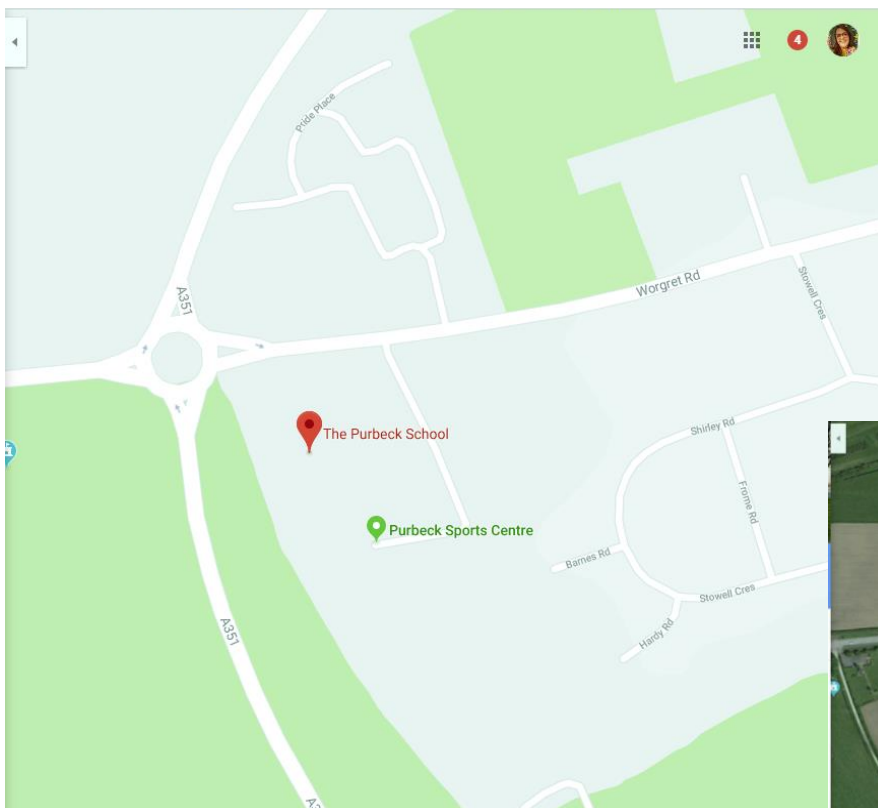 4
Pride Place
A351
Worgret Rd
Stowell Cres
The Purbeck School
Shirley Rd
Frome Rd
Purbeck Sports Centre
Barnes Rd
Stowell Cres
Hardy Rd
A351